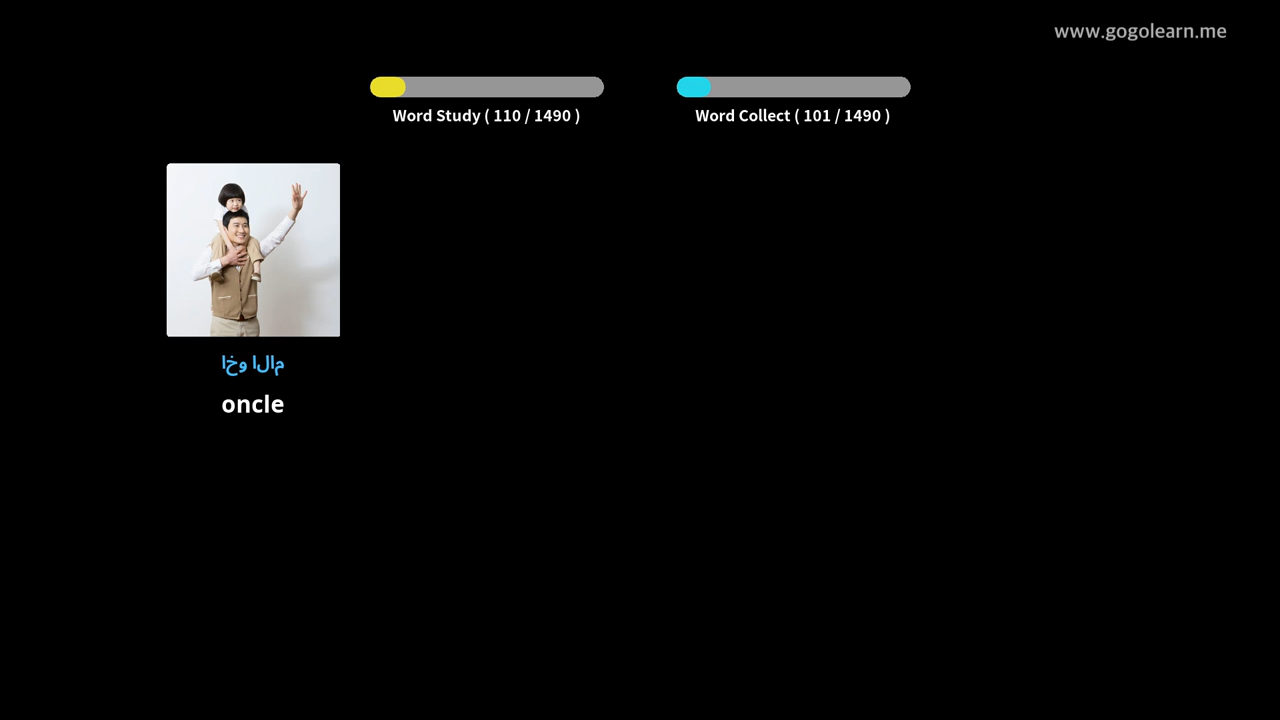 www.gogolearn.me
Word Study ( 110 / 1490 )
Word Collect ( 101 / 1490 )
اخو الام
oncle